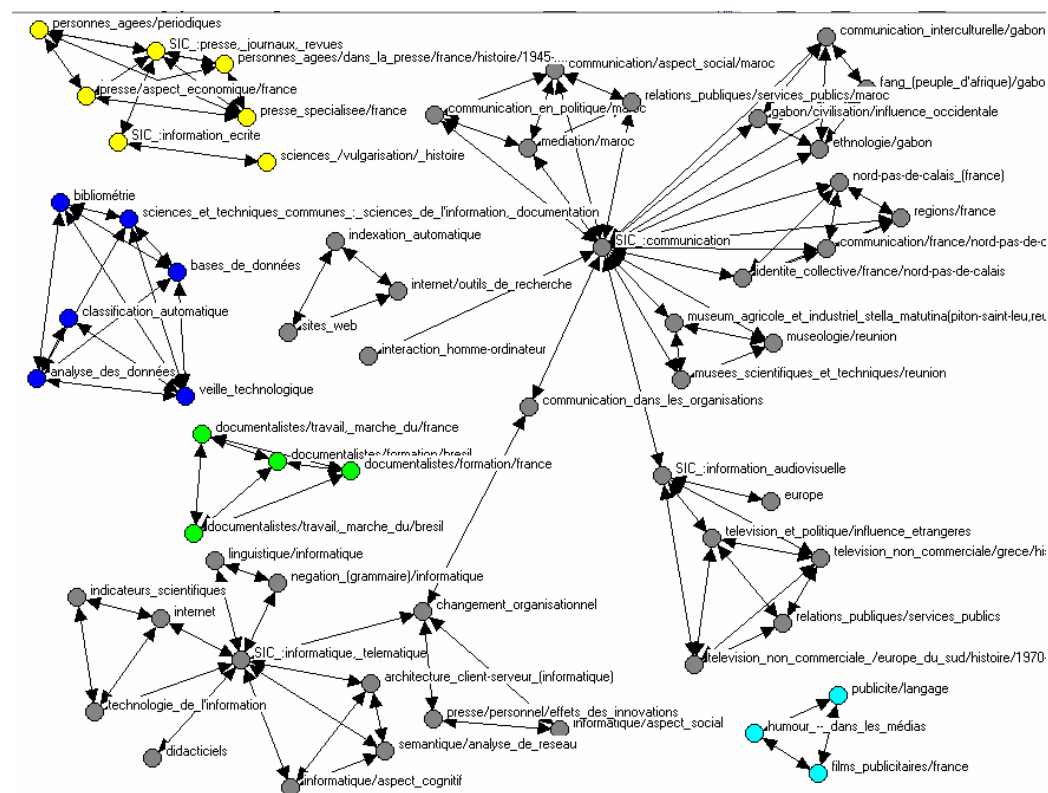 personnes_agees/periodiques
SIC_:presse,_journaux,_revues
personnes_agees/dans_la_presse/france/histoire/1945-....
presse/aspect_economique/france
presse_specialisee/france
SIC_:information_ecrite
sciences_/vulgarisation/_histoire
communication_interculturelle/gabon
communication/aspect_social/maroc
fang_(peuple_d'afrique)/gabo
relations_publiques/services_publics/maroc
communication_en_politique/maroc
gabon/civilisation/influence_occidentale
mediation/maroc
ethnologie/gabon
nord-pas-de-calais_(france)
regions/france
bibliométrie
sciences_et_techniques_communes_:_sciences_de_l'information,_documentation
indexation_automatique
SIC_:communication
communication/france/nord-pas-de-c
bases_de_données
internet/outils_de_recherche
identite_collective/france/nord-pas-de-calais
classification_automatique
sites_web
museum_agricole_et_industriel_stella_matutina(piton-saint-leu,reu
museologie/reunion
interaction_homme-ordinateur
analyse_des_données
musees_scientifiques_et_techniques/reunion
veille_technologique
communication_dans_les_organisations
documentalistes/travail,_marche_du/france
documentalistes/formation/bresil
documentalistes/formation/france
SIC_:information_audiovisuelle
europe
documentalistes/travail,_marche_du/bresil
television_et_politique/influence_etrangeres
television_non_commerciale/grece/his
linguistique/informatique
negation_(grammaire)/informatique
indicateurs_scientifiques
internet
changement_organisationnel
relations_publiques/services_publics
SIC_:informatique,_telematique
television_non_commerciale_/europe_du_sud/histoire/1970-
architecture_client-serveur_(informatique)
publicite/langage
technologie_de_l'information
presse/personnel/effets_des_innovations
informatique/aspect_social
humour_--_dans_les_médias
didacticiels
semantique/analyse_de_reseau
informatique/aspect_cognitif
films_publicitaires/france